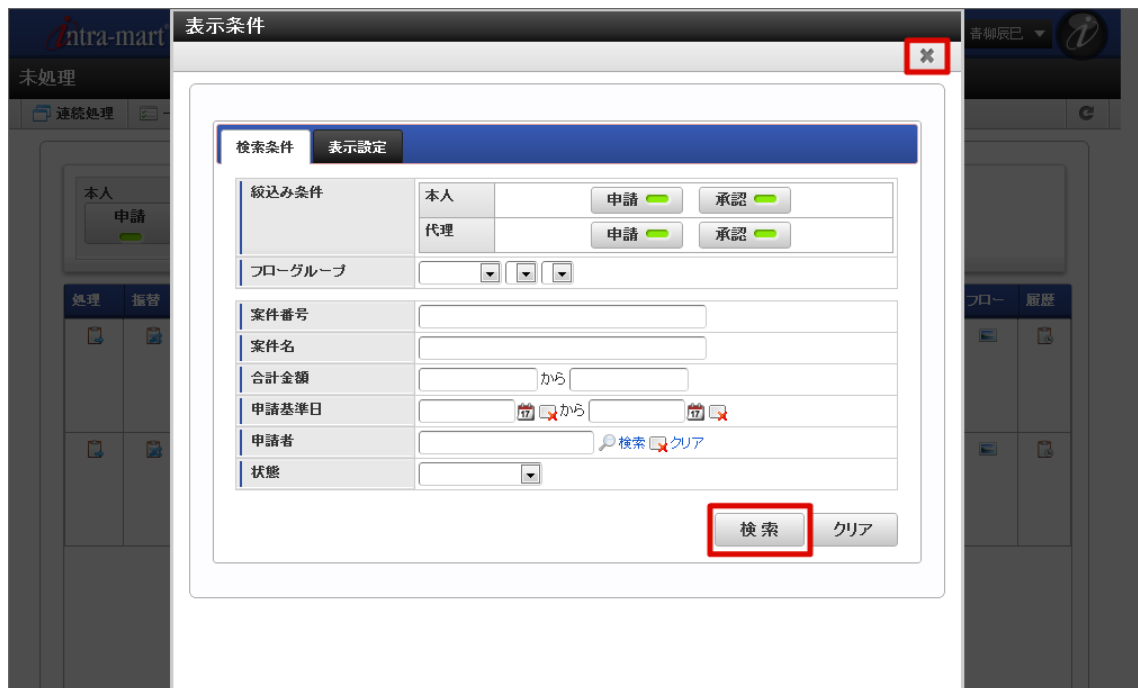 表示条件
intra-mart
青柳辰巳
未処理
連続処理
検索条件 表示設定
本人
申請
絞込み条件 本人 申請 承認
代理 申請 承認
フローグループ
処理 振替 フロー 履歴
案件番号
案件名
合計金額 から
申請基準日 17 から 17
申請者 検索 クリア
状態
検索 クリア